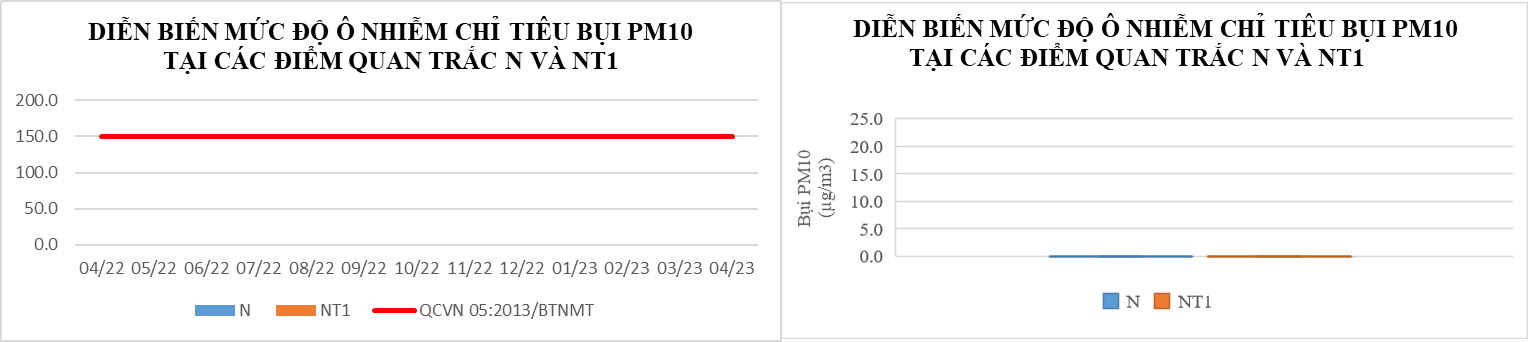 DIỄN BIẾN MỨC ĐỘ Ô NHIỄM CHỈ TIÊU BỤI PM10
TẠI CÁC ĐIỂM QUAN TRẮC N VÀ NT1
200.0
150.0
100.0
50.0
0.0
04/22 05/22 06/22 07/22 08/22 09/22 10/22 11/22 12/22 01/23 02/23 03/23 04/23
N NT1 QCVN 05:2013/BTNMT
DIỄN BIẾN MỨC ĐỘ Ô NHIỄM CHỈ TIÊU BỤI PM10
TẠI CÁC ĐIỂM QUAN TRẮC N VÀ NT1
Bụi PM10
(µg/m3)
25.0
20.0
15.0
10.0
5.0
0.0
N NT1